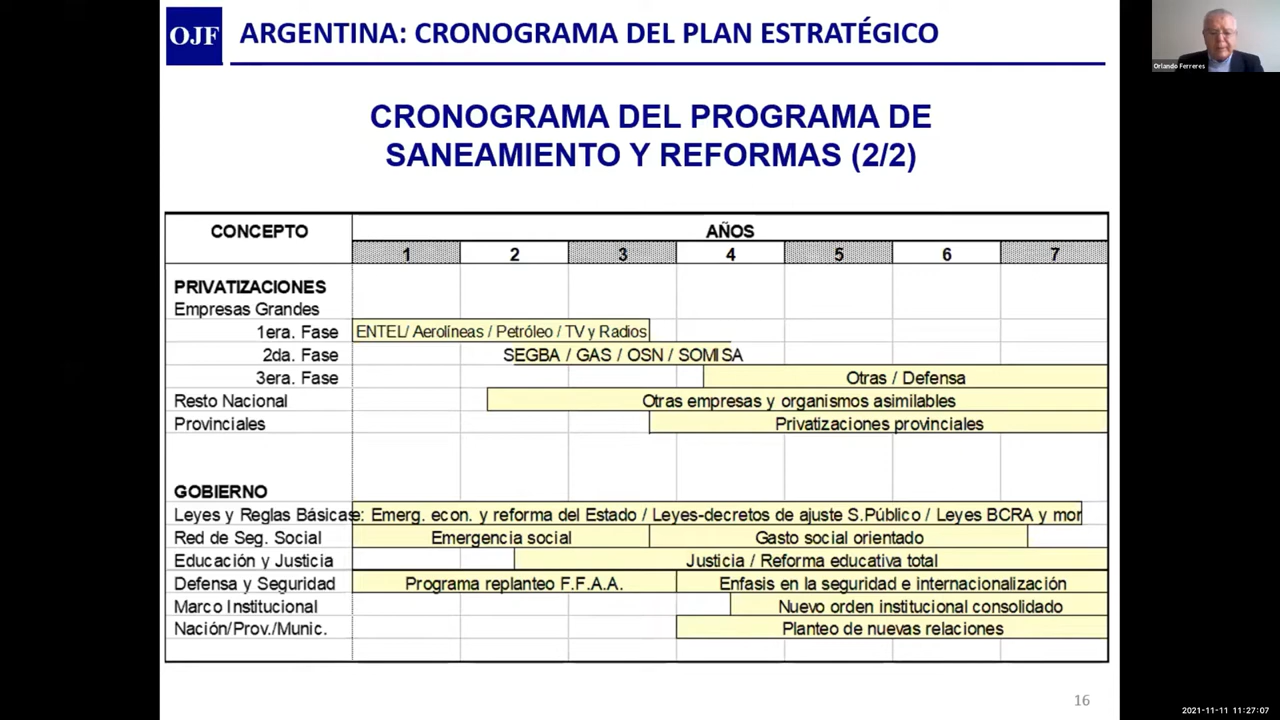 OJF
ARGENTINA: CRONOGRAMA DEL PLAN ESTRATÉGICO
Orlando Ferreres
CRONOGRAMA DEL PROGRAMA DE
SANEAMIENTO Y REFORMAS (2/2)
CONCEPTO AÑOS
1 2 3 4 5 6 7
PRIVATIZACIONES
Empresas Grandes
1era. Fase ENTEL/ Aerolíneas / Petróleo / TV y Radios
2da. Fase SEGBA / GAS / OSN / SOMISA
3era. Fase Otras / Defensa
Resto Nacional Otras empresas y organismos asimilables
Provinciales Privatizaciones provinciales
GOBIERNO
Leyes y Reglas Básicas: Emerg. econ. y reforma del Estado / Leyes-decretos de ajuste S.Público / Leyes BCRA y mon
Red de Seg. Social Emergencia social Gasto social orientado
Educación y Justicia Justicia / Reforma educativa total
Defensa y Seguridad Programa replanteo F.F.A.A. Enfasis en la seguridad e internacionalización
Marco Institucional Nuevo orden institucional consolidado
Nación/Prov./Munic. Planteo de nuevas relaciones
16
2021-11-11 11:27:07